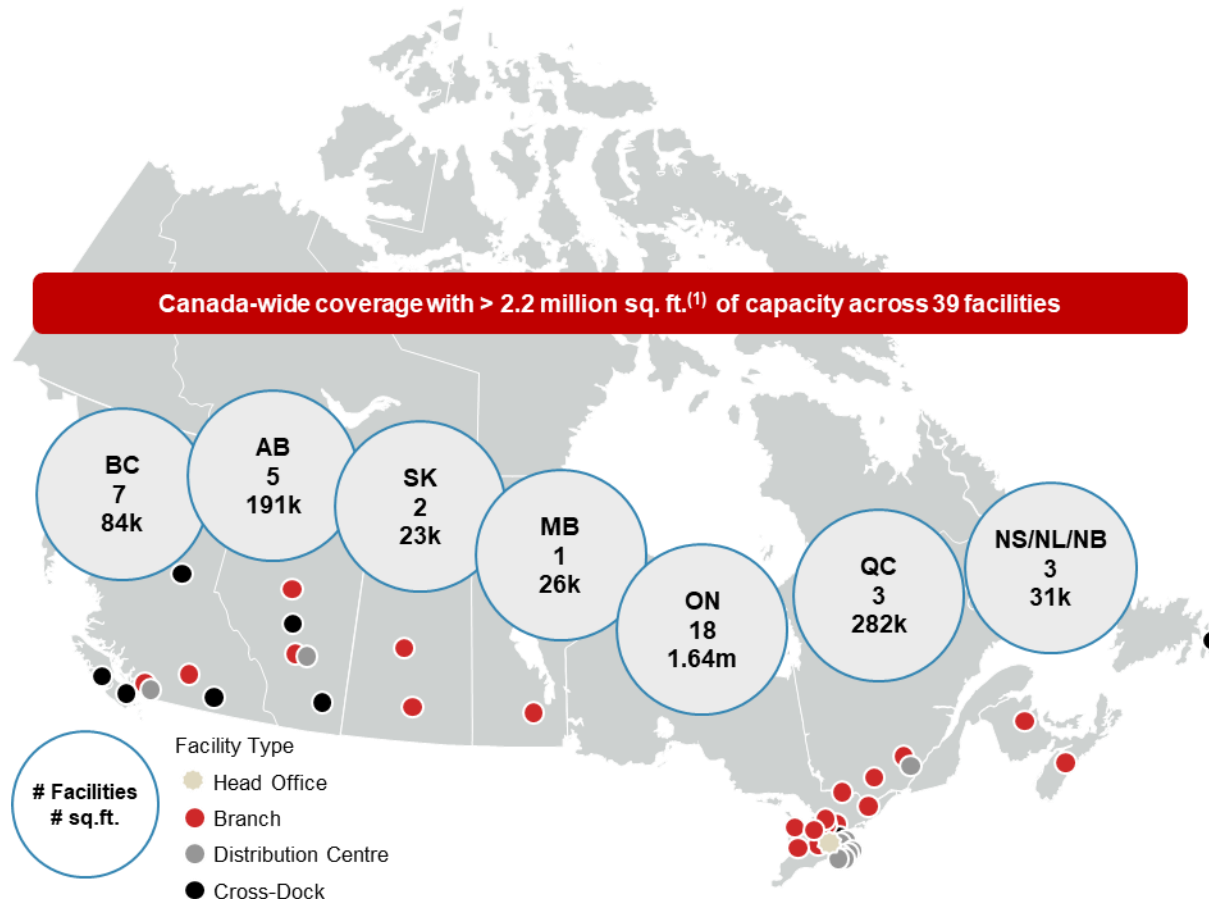 Canada-wide coverage with > 2.2 million sq. ft.(1) of capacity across 39 facilities
BC
7
84k
AB
5
191k
SK
2
23k
MB
1
26k
ON
18
1.64m
QC
3
282k
NS/NL/NB
3
31k
# Facilities
# sq.ft.
Facility Type
Head Office
Branch
Distribution Centre
Cross-Dock